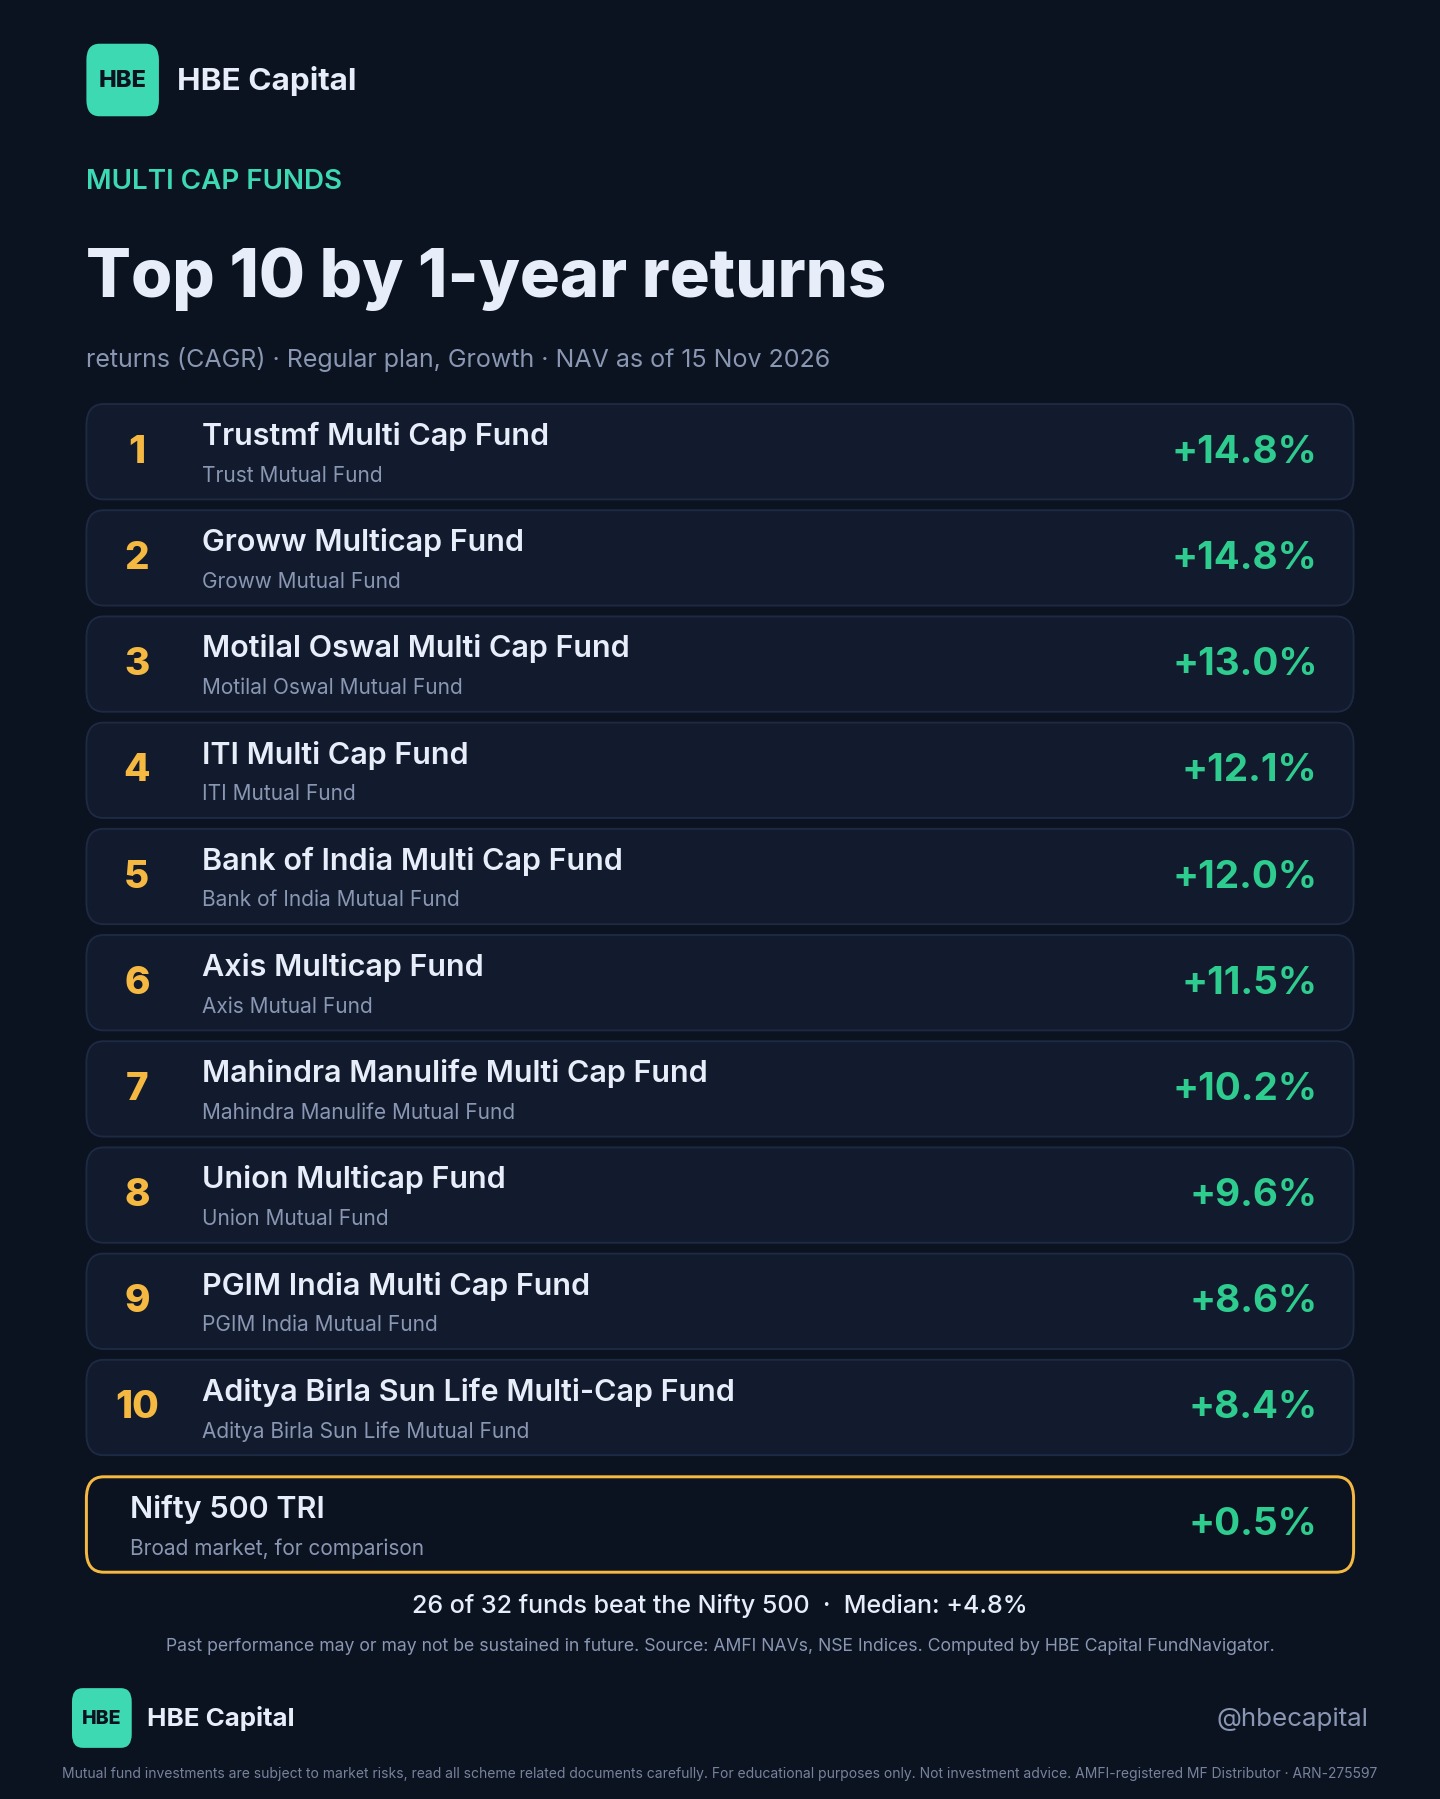 HBE HBE Capital
MULTI CAP FUNDS
Top 10 by 1-year returns
returns (CAGR) · Regular plan, Growth · NAV as of 15 Nov 2026
1 Trustmf Multi Cap Fund +14.8%
Trust Mutual Fund
2 Groww Multicap Fund +14.8%
Groww Mutual Fund
3 Motilal Oswal Multi Cap Fund +13.0%
Motilal Oswal Mutual Fund
4 ITI Multi Cap Fund +12.1%
ITI Mutual Fund
5 Bank of India Multi Cap Fund +12.0%
Bank of India Mutual Fund
6 Axis Multicap Fund +11.5%
Axis Mutual Fund
7 Mahindra Manulife Multi Cap Fund +10.2%
Mahindra Manulife Mutual Fund
8 Union Multicap Fund +9.6%
Union Mutual Fund
9 PGIM India Multi Cap Fund +8.6%
PGIM India Mutual Fund
10 Aditya Birla Sun Life Multi-Cap Fund +8.4%
Aditya Birla Sun Life Mutual Fund
Nifty 500 TRI +0.5%
Broad market, for comparison
26 of 32 funds beat the Nifty 500 · Median: +4.8%
Past performance may or may not be sustained in future. Source: AMFI NAVs, NSE Indices. Computed by HBE Capital FundNavigator.
HBE HBE Capital @hbecapital
Mutual fund investments are subject to market risks, read all scheme related documents carefully. For educational purposes only. Not investment advice. AMFI-registered MF Distributor · ARN-275597